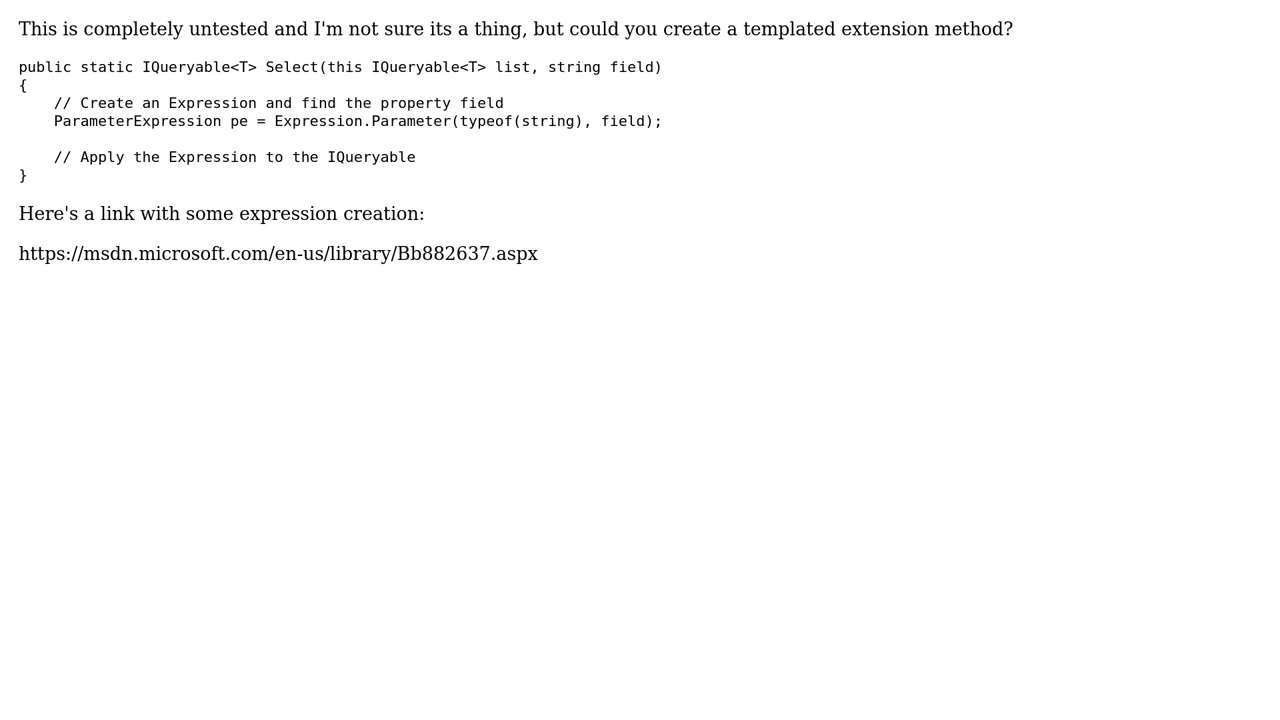 This is completely untested and I'm not sure its a thing, but could you create a templated extension method?
public static IQueryable<T> Select(this IQueryable<T> list, string field)
{
    // Create an Expression and find the property field
    ParameterExpression pe = Expression.Parameter(typeof(string), field);

    // Apply the Expression to the IQueryable
}
Here's a link with some expression creation:
https://msdn.microsoft.com/en-us/library/Bb882637.aspx